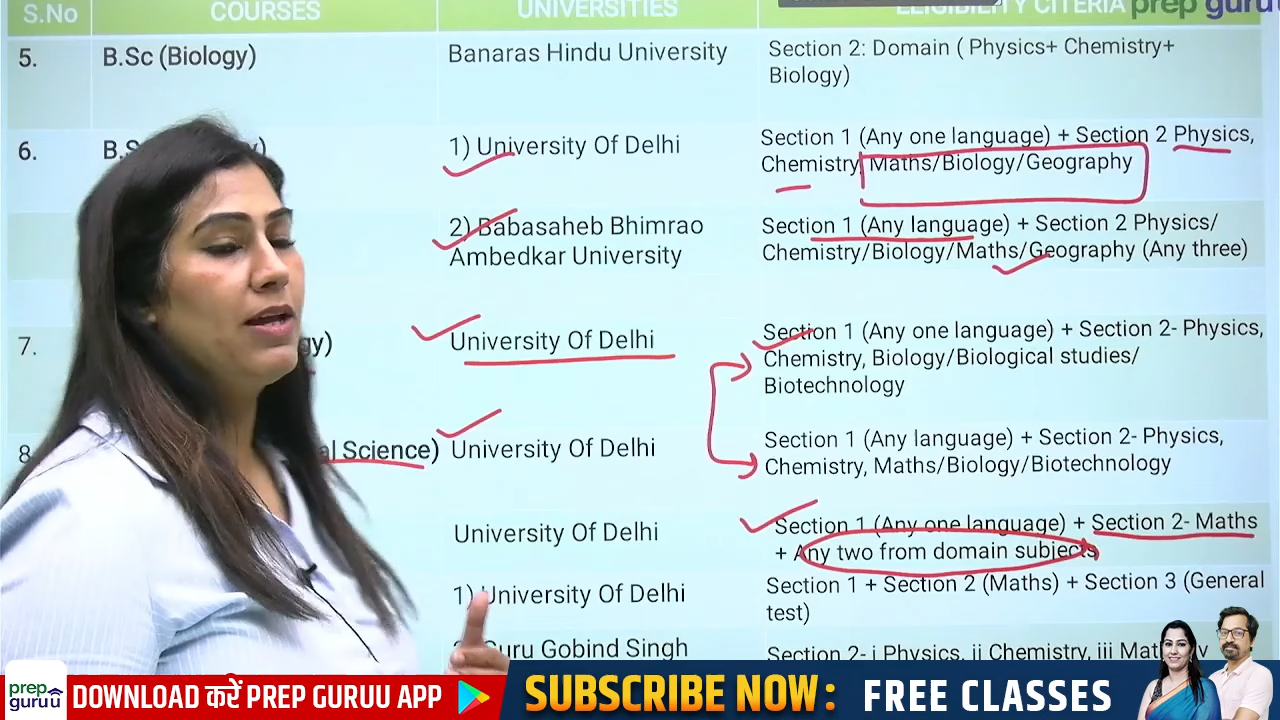 S.No COURSES UNIVERSITIES ELIGIBILITY CITERIA prep guru
5. B.Sc (Biology) Banaras Hindu University Section 2: Domain ( Physics+ Chemistry+
Biology)
6. 1) University Of Delhi Section 1 (Any one language) + Section 2 Physics,
Chemistry, Maths/Biology/Geography
2) Babasaheb Bhimrao Section 1 (Any language) + Section 2 Physics/
Ambedkar University Chemistry/Biology/Maths/Geography (Any three)
7. gy) University Of Delhi Section 1 (Any one language) + Section 2- Physics,
Chemistry, Biology/Biological studies/
Biotechnology
8 al Science) University Of Delhi Section 1 (Any language) + Section 2- Physics,
Chemistry, Maths/Biology/Biotechnology
University Of Delhi Section 1 (Any one language) + Section 2- Maths
+ Any two from domain subjects
1) University Of Delhi Section 1 + Section 2 (Maths) + Section 3 (General
test)
Guru Gobind Singh Section 2- i Physics, ii Chemistry, iii
prep
guruu
DOWNLOAD करें PREP GURUU APP SUBSCRIBE NOW : FREE CLASSES